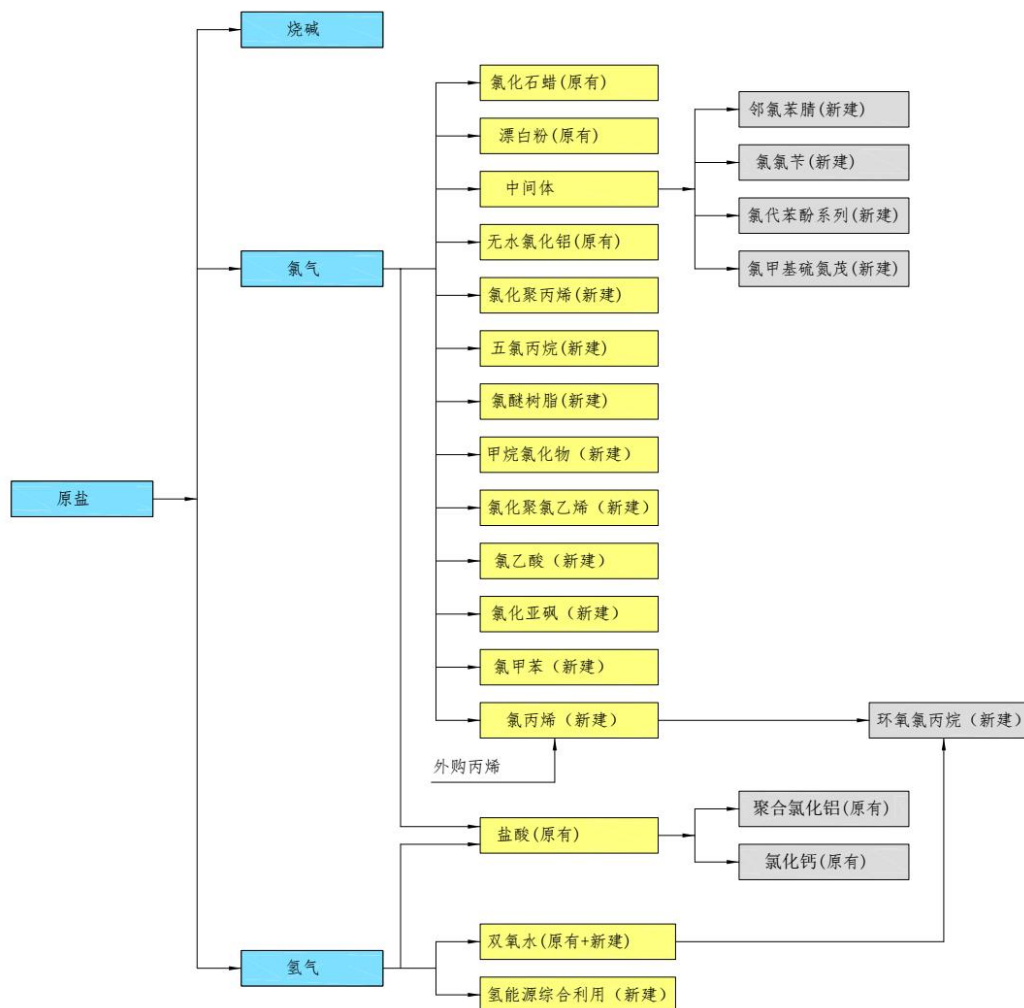 烧碱
氯化石蜡(原有)
邻氯苯腈(新建)
漂白粉(原有)
氯氯苄(新建)
中间体
氯代苯酚系列(新建)
无水氯化铝(原有)
氯气
氯甲基硫氮茂(新建)
氯化聚丙烯(新建)
五氯丙烷(新建)
氯醚树脂(新建)
甲烷氯化物（新建）
原盐
氯化聚氯乙烯（新建）
氯乙酸（新建）
氯化亚砜（新建）
氯甲苯（新建）
氯丙烯（新建）
环氧氯丙烷（新建）
外购丙烯
聚合氯化铝(原有)
盐酸(原有)
氯化钙(原有)
双氧水(原有+新建)
氢气
氢能源综合利用（新建）